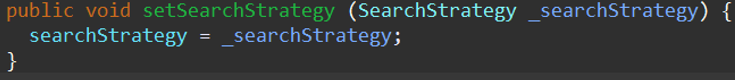 public void setSearchStrategy (SearchStrategy _searchStrategy) {
  searchStrategy = _searchStrategy;
}